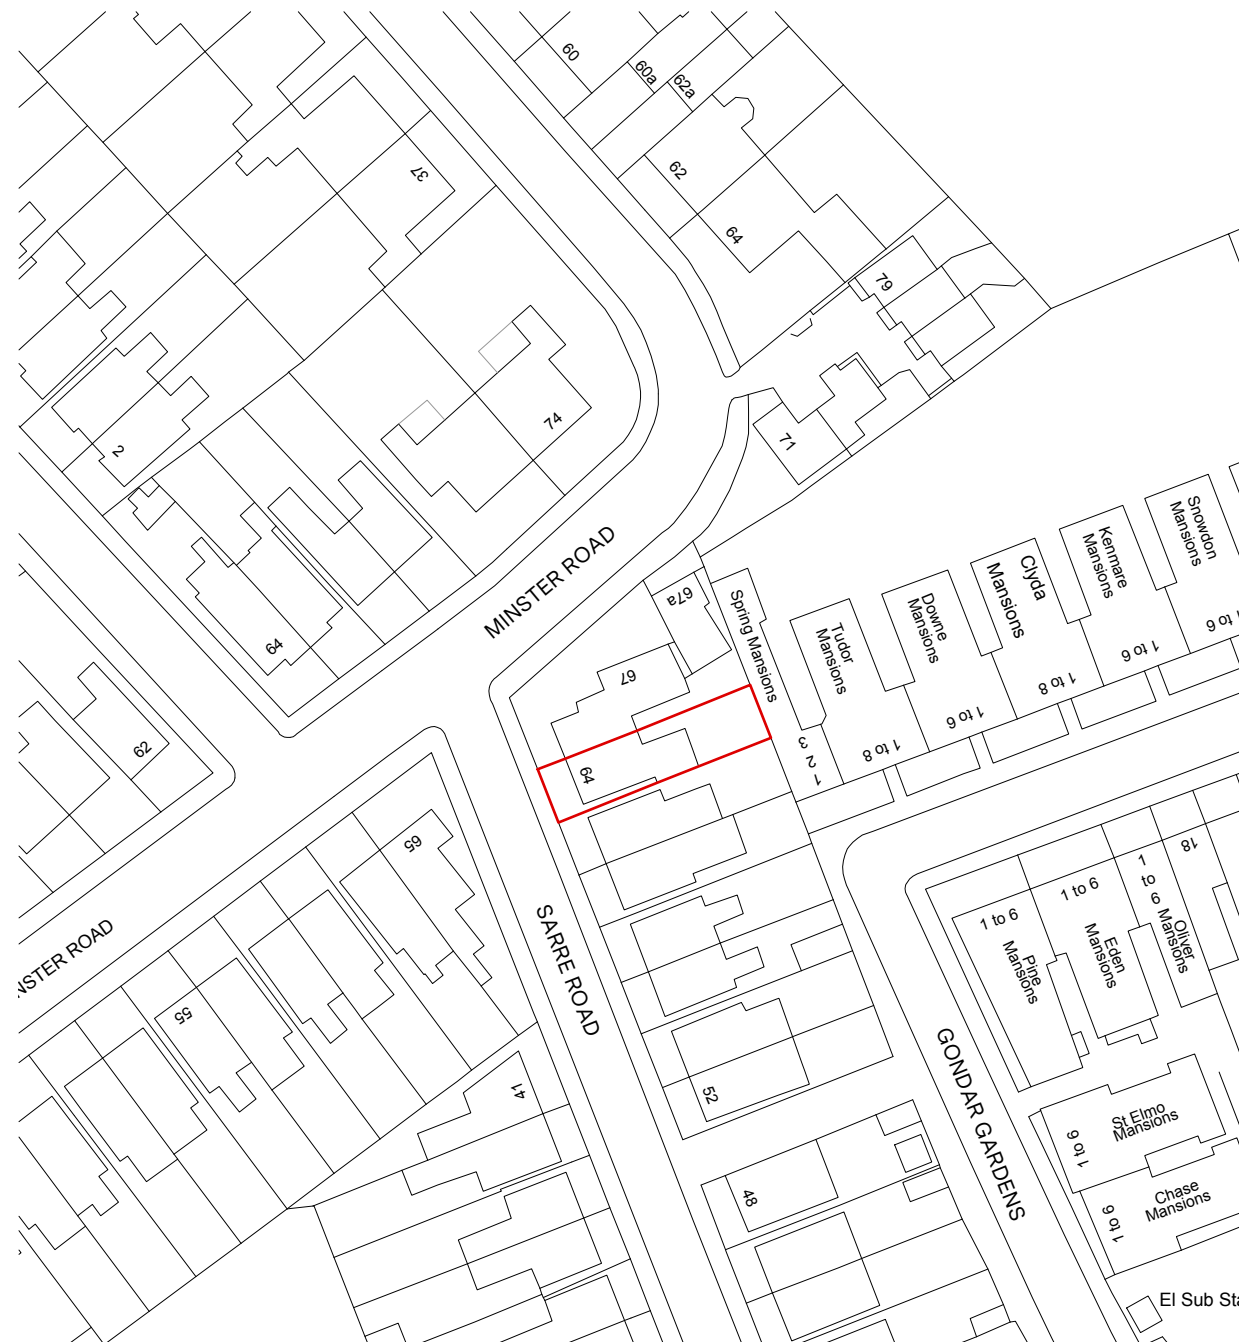 60
60a
62a
37
62
64
79
74
2
71
MINSTER ROAD
64
67a
67
62
64
65
55
NSTER ROAD
Spring Mansions
3
2
1
Tudor
Mansions
1 to 8
Downe
Mansions
1 to 6
Clyda
Mansions
1 to 8
Kenmare
Mansions
1 to 6
Snowdon
Mansions
1 to 6
SARRE ROAD
41
52
48
GONDAR GARDENS
1 to 6
Pine
Mansions
1 to 6
Eden
Mansions
1
to
6
Oliver
Mansions
18
St Elmo
Mansions
1 to 6
Chase
Mansions
1 to 6
El Sub Sta